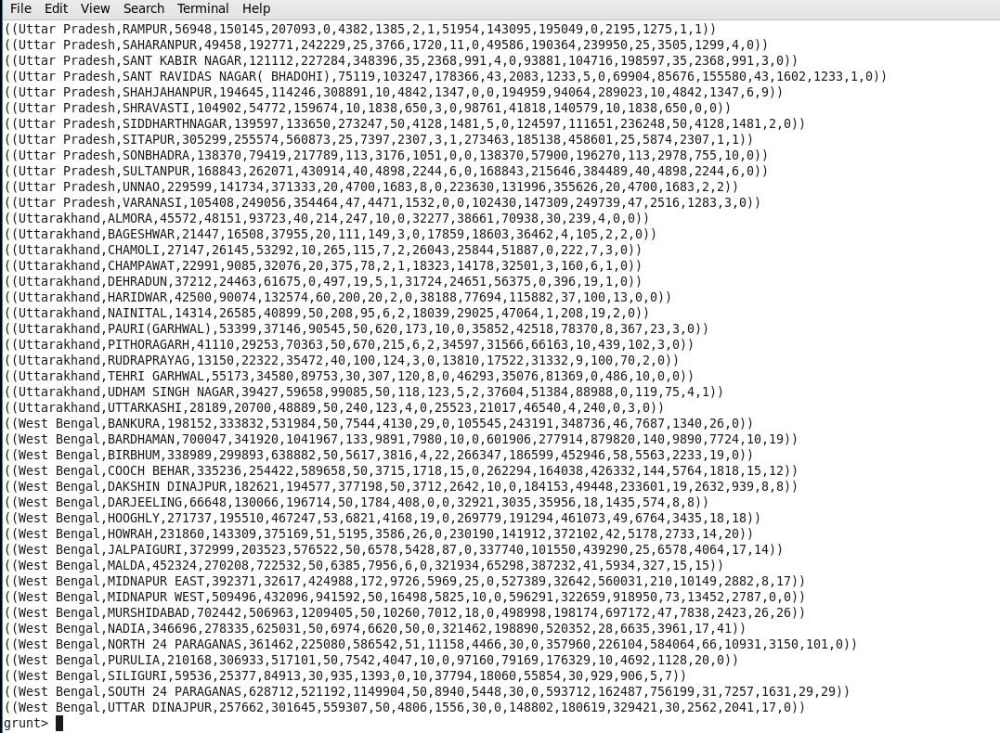 File Edit View Search Terminal Help
((Uttar Pradesh,RAMPUR,56948,150145,207093,0,4382,1385,2,1,51954,143095,195049,0,2195,1275,1,1))
((Uttar Pradesh,SAHARANPUR,49458,192771,242229,25,3766,1720,11,0,49586,190364,239950,25,3505,1299,4,0))
((Uttar Pradesh,SANT KABIR NAGAR,121112,227284,348396,35,2368,991,4,0,93881,104716,198597,35,2368,991,3,0))
((Uttar Pradesh,SANT RAVIDAS NAGAR( BHADOHI),75119,103247,178366,43,2083,1233,5,0,69904,85676,155580,43,1602,1233,1,0))
((Uttar Pradesh,SHAHJAHANPUR,194645,114246,308891,10,4842,1347,0,0,194959,94064,289023,10,4842,1347,6,9))
((Uttar Pradesh,SHRAVASTI,104902,54772,159674,10,1838,650,3,0,98761,41818,140579,10,1838,650,0,0))
((Uttar Pradesh,SIDDHARTHNAGAR,139597,133650,273247,50,4128,1481,5,0,124597,111651,236248,50,4128,1481,2,0))
((Uttar Pradesh,SITAPUR,305299,255574,560873,25,7397,2307,3,1,273463,185138,458601,25,5874,2307,1,1))
((Uttar Pradesh,SONBHADRA,138370,79419,217789,113,3176,1051,0,0,138370,57900,196270,113,2978,755,10,0))
((Uttar Pradesh,SULTANPUR,168843,262071,430914,40,4898,2244,6,0,168843,215646,384489,40,4898,2244,6,0))
((Uttar Pradesh,UNNAO,229599,141734,371333,20,4700,1683,8,0,223630,131996,355626,20,4700,1683,2,2))
((Uttar Pradesh,VARANASI,105408,249056,354464,47,4471,1532,0,0,102430,147309,249739,47,2516,1283,3,0))
((Uttarakhand,ALMORA,45572,48151,93723,40,214,247,10,0,32277,38661,70938,30,239,4,0,0))
((Uttarakhand,BAGESHWAR,21447,16508,37955,20,111,149,3,0,17859,18603,36462,4,105,2,2,0))
((Uttarakhand,CHAMOLI,27147,26145,53292,10,265,115,7,2,26043,25844,51887,0,222,7,3,0))
((Uttarakhand,CHAMPAWAT,22991,9085,32076,20,375,78,2,1,18323,14178,32501,3,160,6,1,0))
((Uttarakhand,DEHRADUN,37212,24463,61675,0,497,19,5,1,31724,24651,56375,0,396,19,1,0))
((Uttarakhand,HARIDWAR,42500,90074,132574,60,200,20,2,0,38188,77694,115882,37,100,13,0,0))
((Uttarakhand,NAINITAL,14314,26585,40899,50,208,95,6,2,18039,29025,47064,1,208,19,2,0))
((Uttarakhand,PAURI(GARHWAL),53399,37146,90545,50,620,173,10,0,35852,42518,78370,8,367,23,3,0))
((Uttarakhand,PITHORAGARH,41110,29253,70363,50,670,215,6,2,34597,31566,66163,10,439,102,3,0))
((Uttarakhand,RUDRAPRAYAG,13150,22322,35472,40,100,124,3,0,13810,17522,31332,9,100,70,2,0))
((Uttarakhand,TEHRI GARHWAL,55173,34580,89753,30,307,120,8,0,46293,35076,81369,0,486,10,0,0))
((Uttarakhand,UDHAM SINGH NAGAR,39427,59658,99085,50,118,123,5,2,37604,51384,88988,0,119,75,4,1))
((Uttarakhand,UTTARKASHI,28189,20700,48889,50,240,123,4,0,25523,21017,46540,4,240,0,3,0))
((West Bengal,BANKURA,198152,333832,531984,50,7544,4130,29,0,105545,243191,348736,46,7687,1340,26,0))
((West Bengal,BARDHAMAN,700047,341920,1041967,133,9891,7980,10,0,601906,277914,879820,140,9890,7724,10,19))
((West Bengal,BIRBHUM,338989,299893,638882,50,5617,3816,4,22,266347,186599,452946,58,5563,2233,19,0))
((West Bengal,COOCH BEHAR,335236,254422,589658,50,3715,1718,15,0,262294,164038,426332,144,5764,1818,15,12))
((West Bengal,DAKSHIN DINAJPUR,182621,194577,377198,50,3712,2642,10,0,184153,49448,233601,19,2632,939,8,8))
((West Bengal,DARJEELING,66648,130066,196714,50,1784,408,0,0,32921,3035,35956,18,1435,574,8,8))
((West Bengal,HOOGHLY,271737,195510,467247,53,6821,4168,19,0,269779,191294,461073,49,6764,3435,18,18))
((West Bengal,HOWRAH,231860,143309,375169,51,5195,3586,26,0,230190,141912,372102,42,5178,2733,14,20))
((West Bengal,JALPAIGURI,372999,203523,576522,50,6578,5428,87,0,337740,101550,439290,25,6578,4064,17,14))
((West Bengal,MALDA,452324,270208,722532,50,6385,7956,6,0,321934,65298,387232,41,5934,327,15,15))
((West Bengal,MIDNAPUR EAST,392371,32617,424988,172,9726,5969,25,0,527389,32642,560031,210,10149,2882,8,17))
((West Bengal,MIDNAPUR WEST,509496,432096,941592,50,16498,5825,10,0,596291,322659,918950,73,13452,2787,0,0))
((West Bengal,MURSHIDABAD,702442,506963,1209405,50,10260,7012,18,0,498998,198174,697172,47,7838,2423,26,26))
((West Bengal,NADIA,346696,278335,625031,50,6974,6620,50,0,321462,198890,520352,28,6635,3961,17,41))
((West Bengal,NORTH 24 PARAGANAS,361462,225080,586542,51,11158,4466,30,0,357960,226104,584064,66,10931,3150,101,0))
((West Bengal,PURULIA,210168,306933,517101,50,7542,4047,10,0,97160,79169,176329,10,4692,1128,20,0))
((West Bengal,SILIGURI,59536,25377,84913,30,935,1393,0,10,37794,18060,55854,30,929,906,5,7))
((West Bengal,SOUTH 24 PARAGANAS,628712,521192,1149904,50,8940,5448,30,0,593712,162487,756199,31,7257,1631,29,29))
((West Bengal,UTTAR DINAJPUR,257662,301645,559307,50,4806,1556,30,0,148802,180619,329421,30,2562,2041,17,0))
grunt>